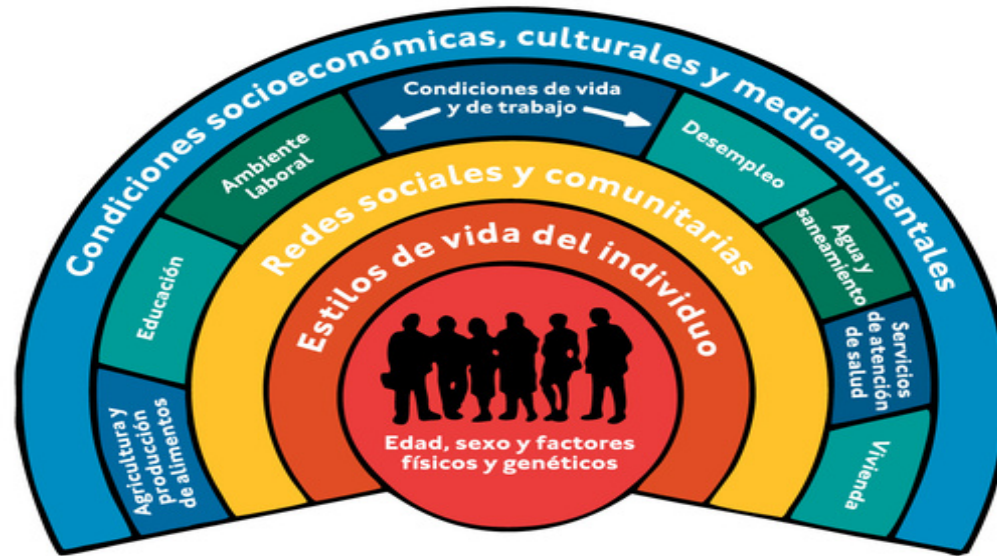 Condiciones socioeconómicas, culturales y medioambientales
Condiciones de vida
y de trabajo
Agricultura y
producción
de alimentos
Educación
Ambiente
laboral
Desempleo
Agua y
saneamiento
Servicios
de atención
de salud
Vivienda
Redes sociales y comunitarias
Estilos de vida del individuo
Edad, sexo y factores
físicos y genéticos